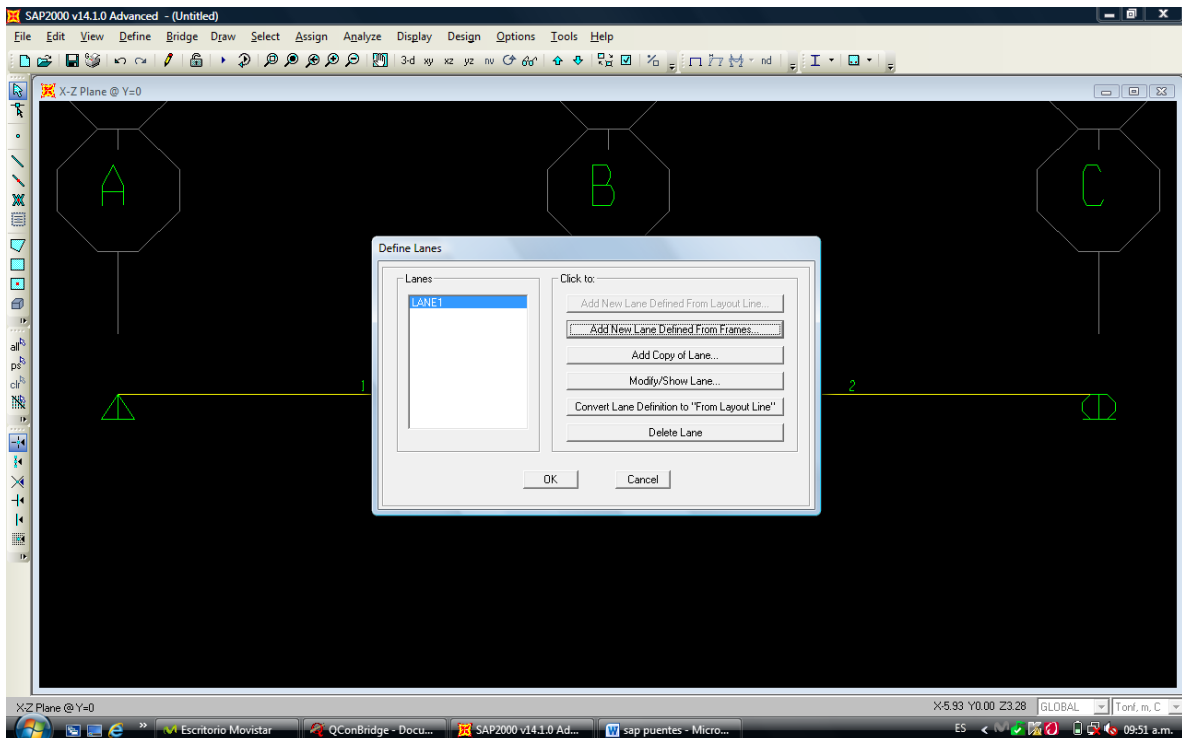 SAP2000 v14.1.0 Advanced - (Untitled)
File Edit View Define Bridge Draw Select Assign Analyze Display Design Options Tools Help
3-d xy xz yz nv
nd
X-Z Plane @ Y=0
all
ps
clr
A
B
C
1
2
Define Lanes
Lanes
LANE1
Click to:
Add New Lane Defined From Layout Line...
Add New Lane Defined From Frames...
Add Copy of Lane...
Modify/Show Lane...
Convert Lane Definition to "From Layout Line"
Delete Lane
OK
Cancel
X-Z Plane @ Y=0
X-5.93 Y0.00 Z3.28
GLOBAL
Tonf, m, C
Escritorio Movistar
QConBridge - Docu...
SAP2000 v14.1.0 Ad...
sap puentes - Micro...
ES
09:51 a.m.